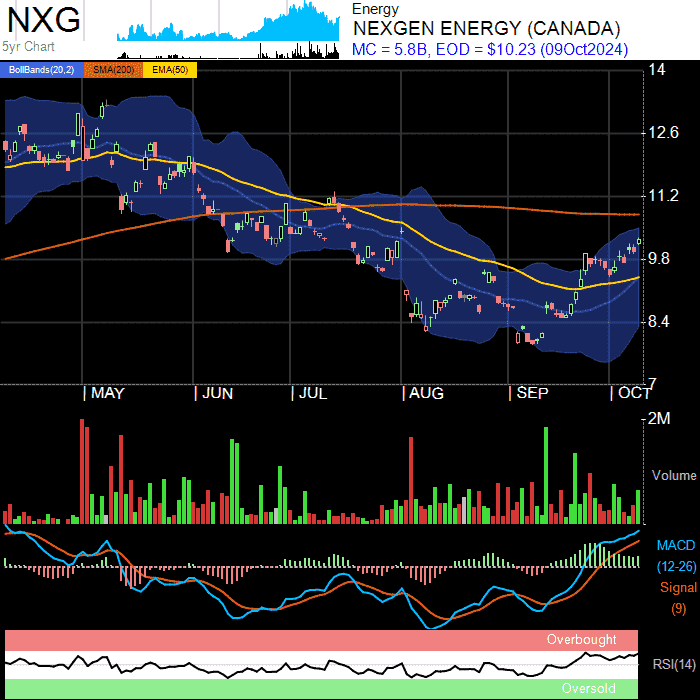 NXG
5yr Chart
Energy
NEXGEN ENERGY (CANADA)
MC = 5.8B, EOD = $10.23 (09Oct2024)
BollBands(20,2) SMA(200) EMA(50)
14
12.6
11.2
9.8
8.4
7
| MAY | JUN | JUL | AUG | SEP | OCT
2M
Volume
MACD
(12-26)
Signal
(9)
Overbought
RSI(14)
Oversold